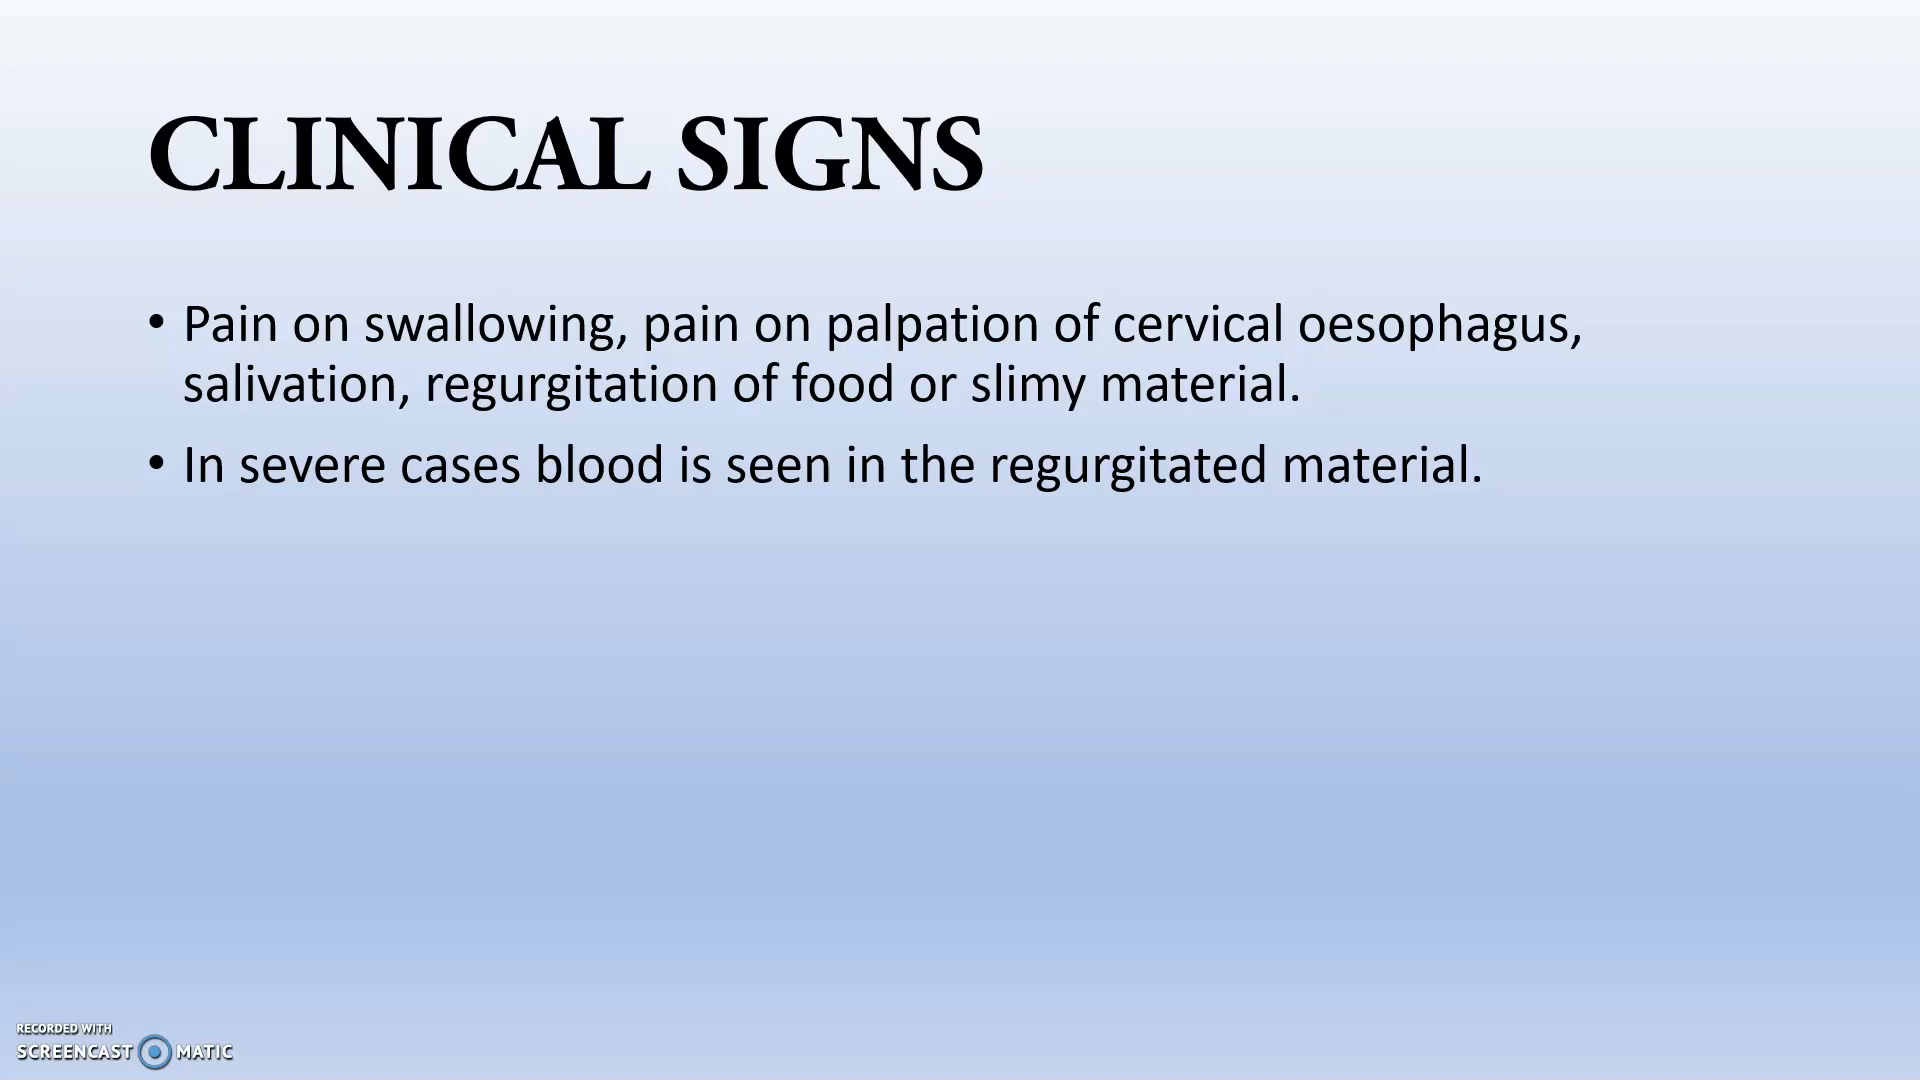 CLINICAL SIGNS
• Pain on swallowing, pain on palpation of cervical oesophagus,
salivation, regurgitation of food or slimy material.
• In severe cases blood is seen in the regurgitated material.
RECORDED WITH
SCREENCAST MATIC